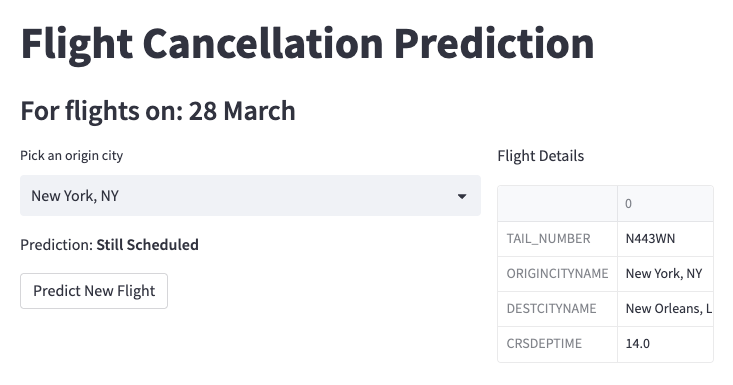 Flight Cancellation Prediction
For flights on: 28 March
Pick an origin city
New York, NY
Prediction: Still Scheduled
Predict New Flight
Flight Details
0
TAIL_NUMBER N443WN
ORIGINCITYNAME New York, NY
DESTCITYNAME New Orleans, L
CRSDEPTIME 14.0